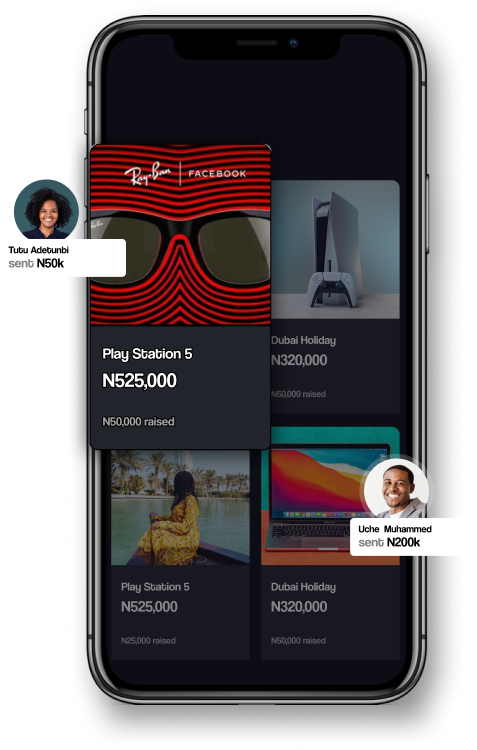 Ray-Ban | FACEBOOK
Tutu Adetunbi
sent N50k
Play Station 5
N525,000
N50,000 raised
Dubai Holiday
N320,000
N50,000 raised
Uche Muhammed
sent N200k
Play Station 5
N525,000
N25,000 raised
Dubai Holiday
N320,000
N50,000 raised